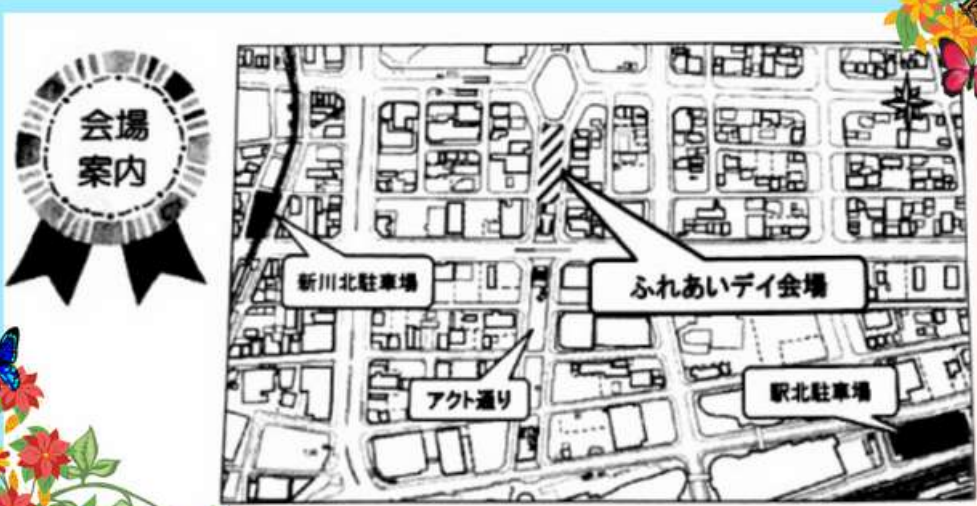 会場
案内
新川北駐車場
ふれあいデイ会場
アクト通り
駅北駐車場